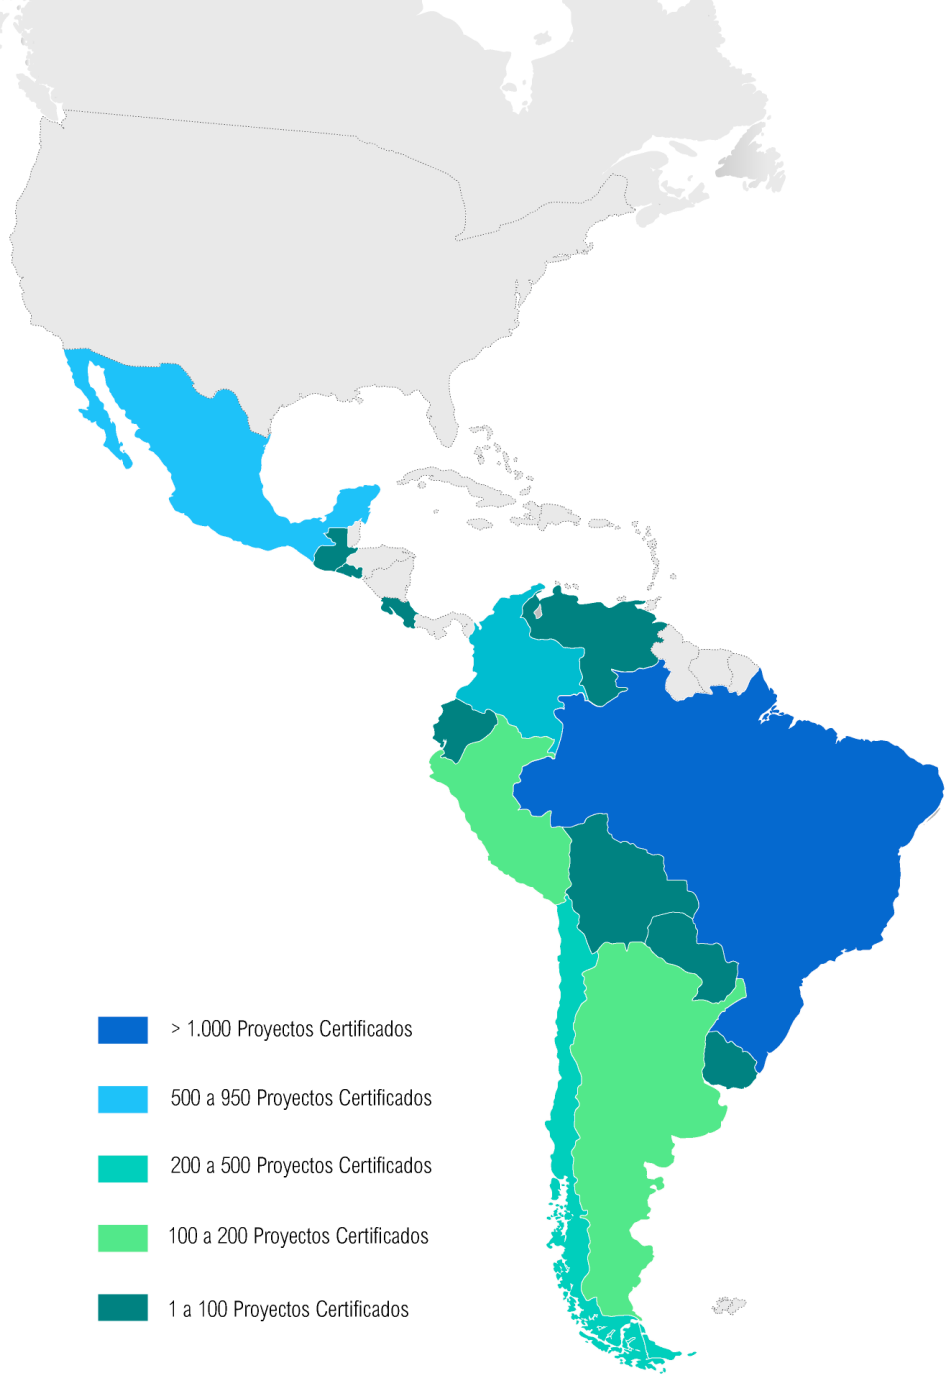 > 1.000 Proyectos Certificados
500 a 950 Proyectos Certificados
200 a 500 Proyectos Certificados
100 a 200 Proyectos Certificados
1 a 100 Proyectos Certificados